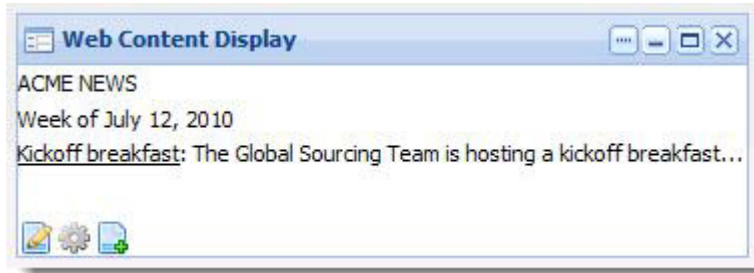 Web Content Display
ACME NEWS
Week of July 12, 2010
Kickoff breakfast: The Global Sourcing Team is hosting a kickoff breakfast...